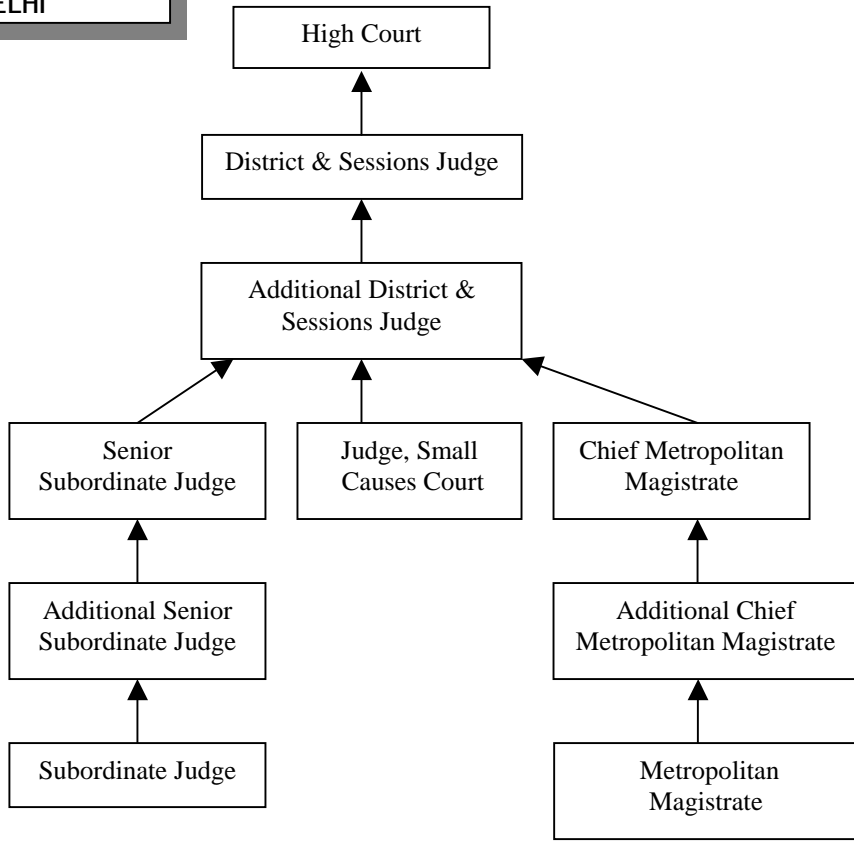 ELHI
High Court
District & Sessions Judge
Additional District &
Sessions Judge
Senior
Subordinate Judge
Judge, Small
Causes Court
Chief Metropolitan
Magistrate
Additional Senior
Subordinate Judge
Additional Chief
Metropolitan Magistrate
Subordinate Judge
Metropolitan
Magistrate